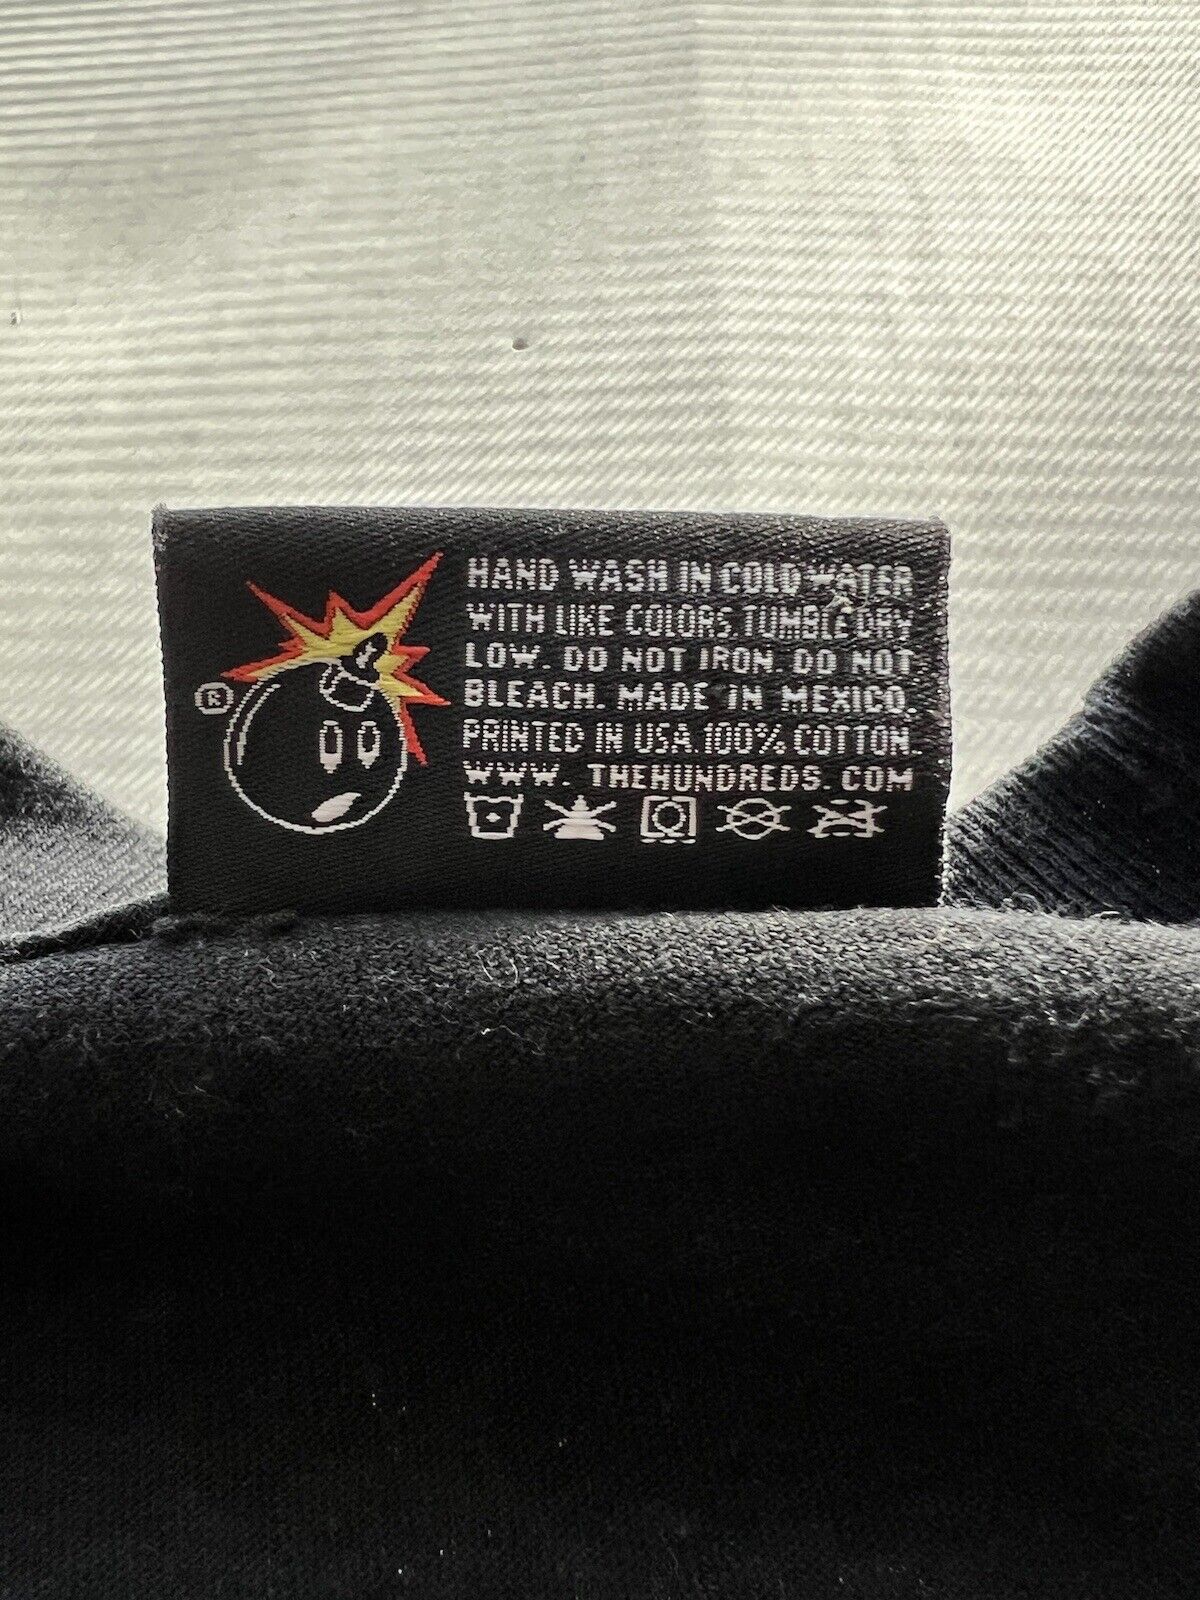 HAND WASH IN COLD WATER
WITH LIKE COLORS. TUMBLE DRY
LOW. DO NOT IRON. DO NOT
BLEACH. MADE IN MEXICO.
®
PRINTED IN USA. 100% COTTON.
WWW. THEHUNDREDS. COM